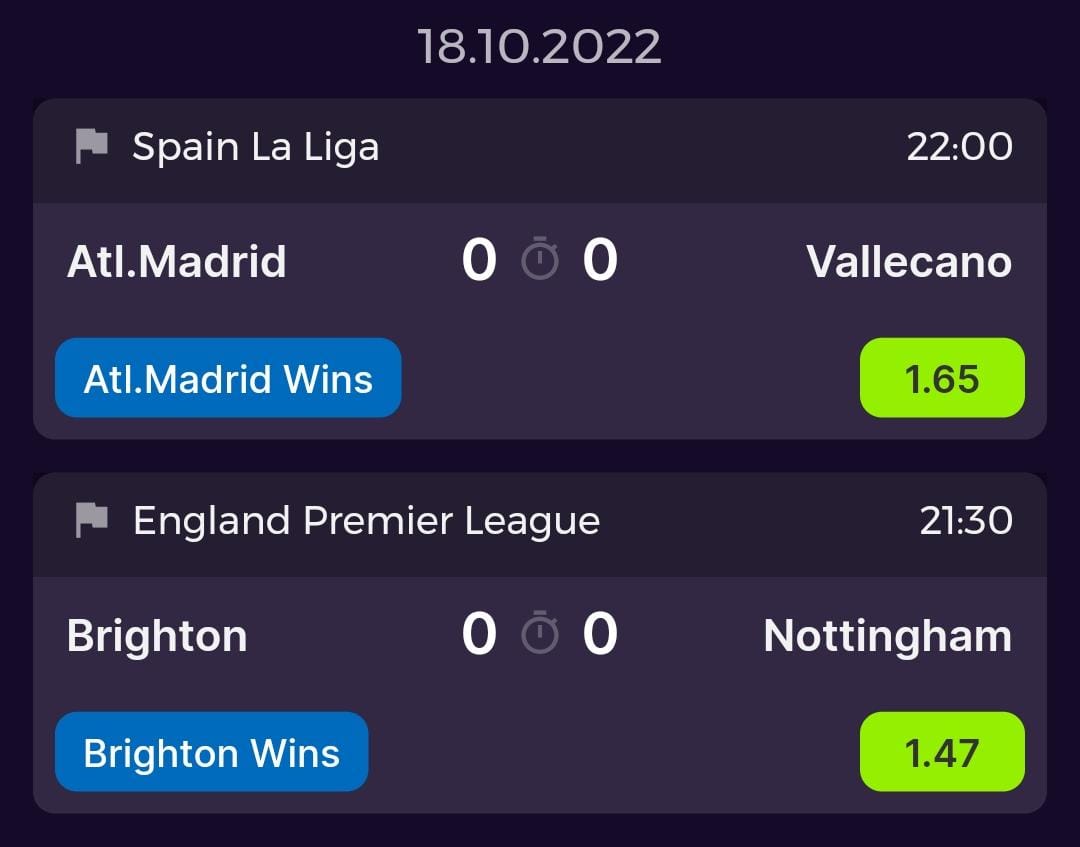 18.10.2022
Spain La Liga 22:00
Atl.Madrid 0 0 Vallecano
Atl.Madrid Wins 1.65
England Premier League 21:30
Brighton 0 0 Nottingham
Brighton Wins 1.47